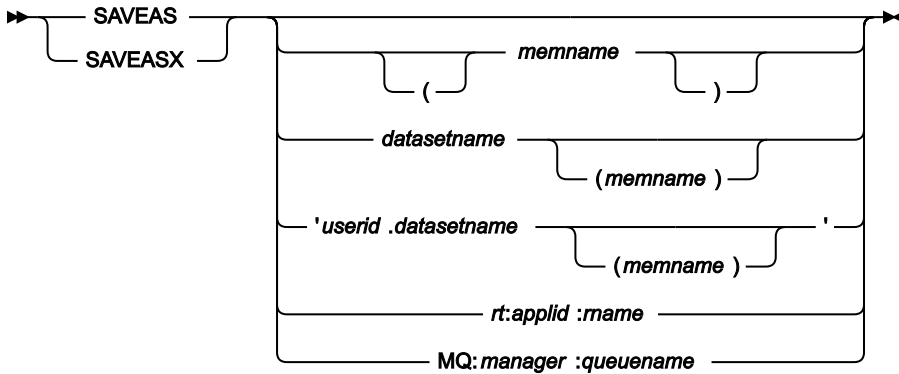 SAVEAS
SAVEASX
( memname )
datasetname (memname )
'userid .datasetname (memname ) '
rt:applid :rname
MQ:manager :queuename